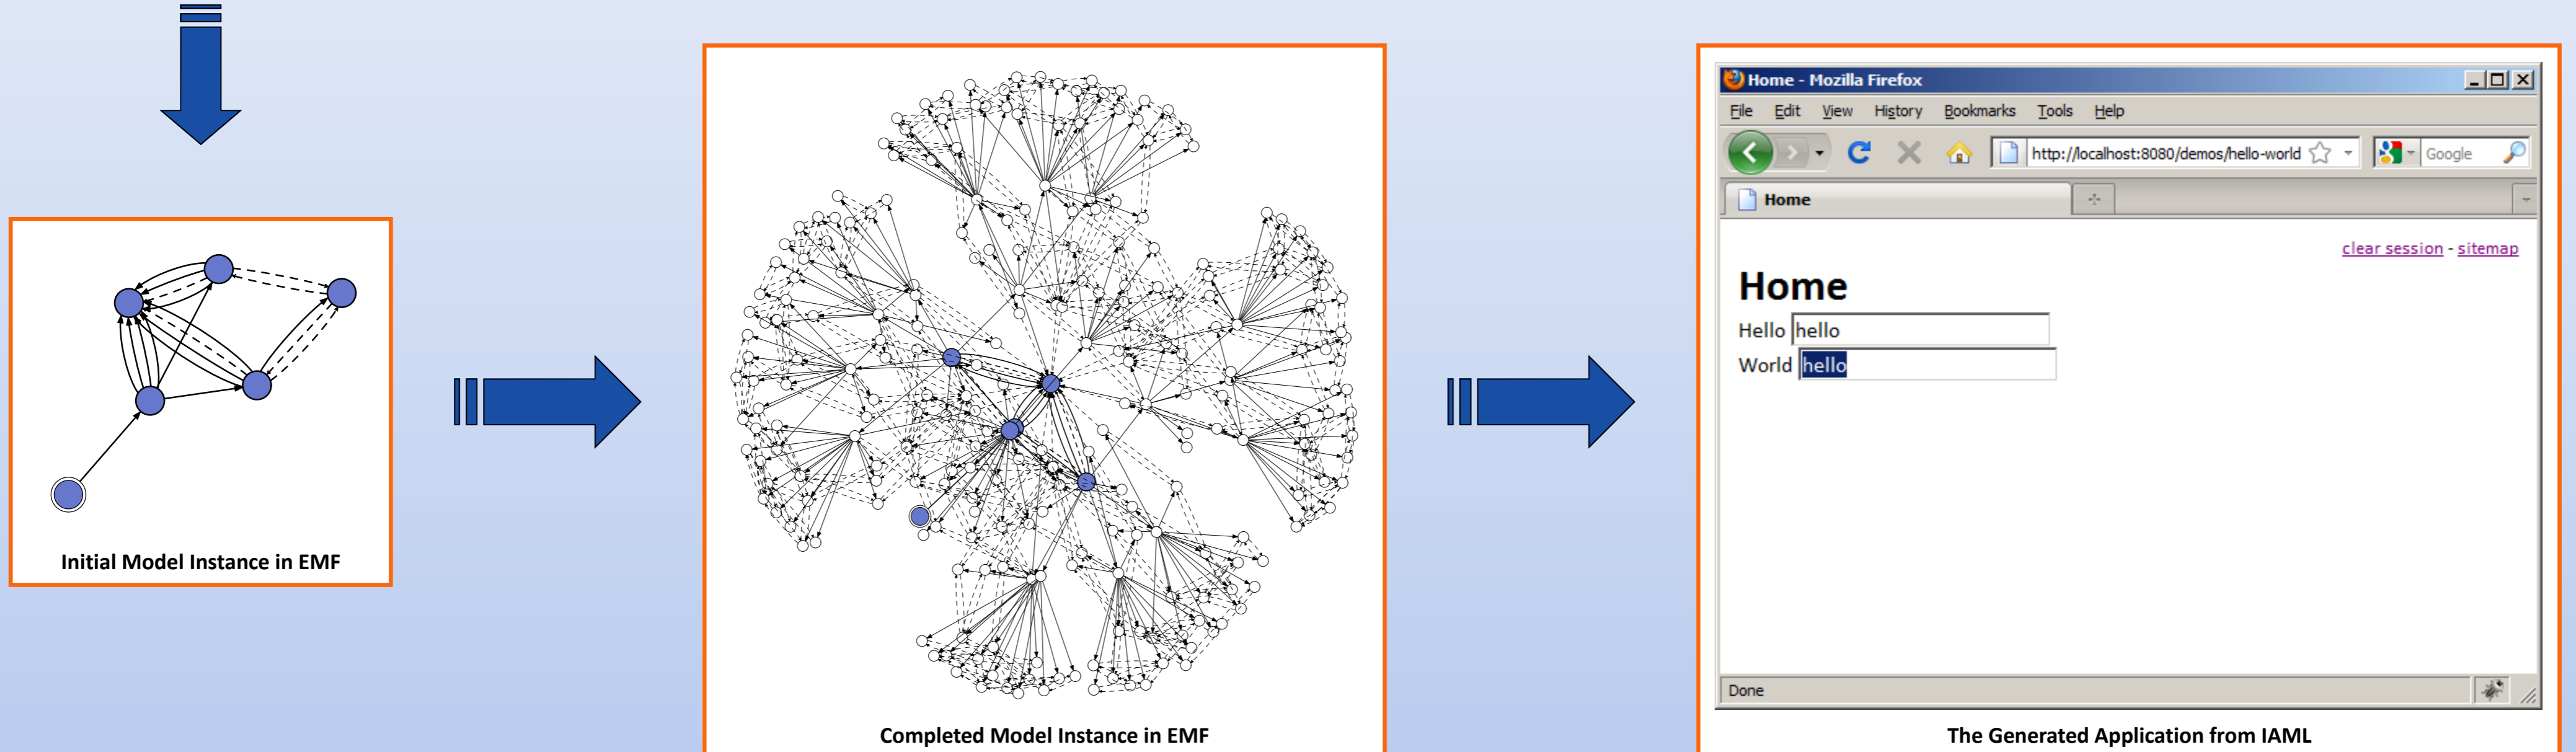 Initial Model Instance in EMF
Completed Model Instance in EMF
Home - Mozilla Firefox
File Edit View History Bookmarks Tools Help
http://localhost:8080/demos/hello-world
Google
Home
clear session - sitemap
Home
Hello hello
World hello
Done
The Generated Application from IAML